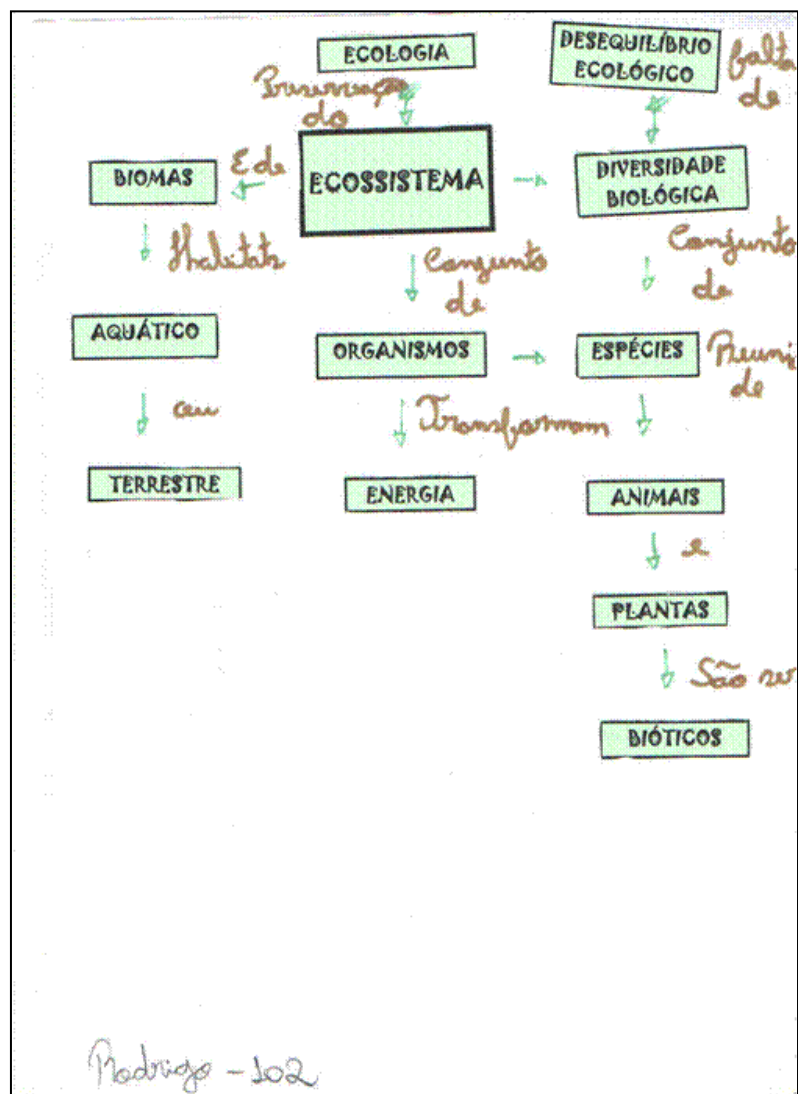 ECOLOGIA
DESEQUILÍBRIO
ECOLÓGICO
falta
de
Preservação
do
BIOMAS
E de
ECOSSISTEMA
DIVERSIDADE
BIOLÓGICA
Habitats
Conjunto
de
Conjunto
de
AQUÁTICO
ORGANISMOS
ESPÉCIES
de
ou
Transformam
TERRESTRE
ENERGIA
ANIMAIS
e
PLANTAS
São
BIÓTICOS
Rodrigo - 102